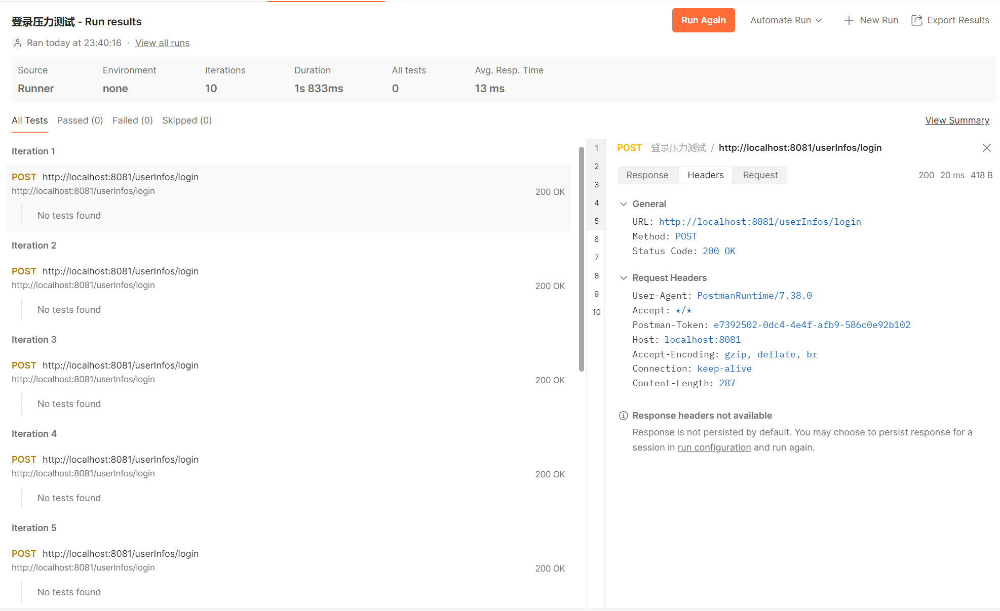 登录压力测试 - Run results
Run Again
Automate Run
New Run
Export Results
Ran today at 23:40:16 · View all runs
Source
Environment
Iterations
Duration
All tests
Avg. Resp. Time
Runner
none
10
1s 833ms
0
13 ms
All Tests
Passed (0)
Failed (0)
Skipped (0)
View Summary
Iteration 1
POST http://localhost:8081/userInfos/login
http://localhost:8081/userInfos/login
200 OK
No tests found
Iteration 2
POST http://localhost:8081/userInfos/login
http://localhost:8081/userInfos/login
200 OK
No tests found
Iteration 3
POST http://localhost:8081/userInfos/login
http://localhost:8081/userInfos/login
200 OK
No tests found
Iteration 4
POST http://localhost:8081/userInfos/login
http://localhost:8081/userInfos/login
200 OK
No tests found
Iteration 5
POST http://localhost:8081/userInfos/login
http://localhost:8081/userInfos/login
200 OK
No tests found
1
2
3
4
5
6
7
8
9
10
POST 登录压力测试 / http://localhost:8081/userInfos/login
Response
Headers
Request
200 20 ms 418 B
General
URL: http://localhost:8081/userInfos/login
Method: POST
Status Code: 200 OK
Request Headers
User-Agent: PostmanRuntime/7.38.0
Accept: */*
Postman-Token: e7392502-0dc4-4e4f-afb9-586c0e92b102
Host: localhost:8081
Accept-Encoding: gzip, deflate, br
Connection: keep-alive
Content-Length: 287
Response headers not available
Response is not persisted by default. You may choose to persist response for a
session in run configuration and run again.